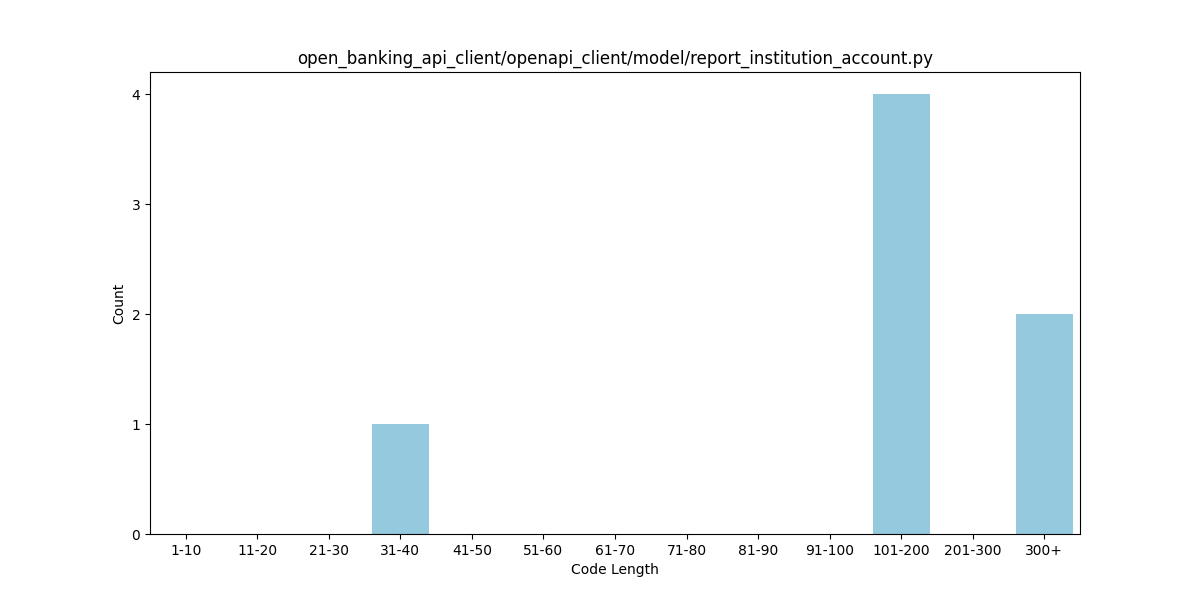 open_banking_api_client/openapi_client/model/report_institution_account.py
4
3
2
1
0
Count
1-10 11-20 21-30 31-40 41-50 51-60 61-70 71-80 81-90 91-100 101-200 201-300 300+
Code Length